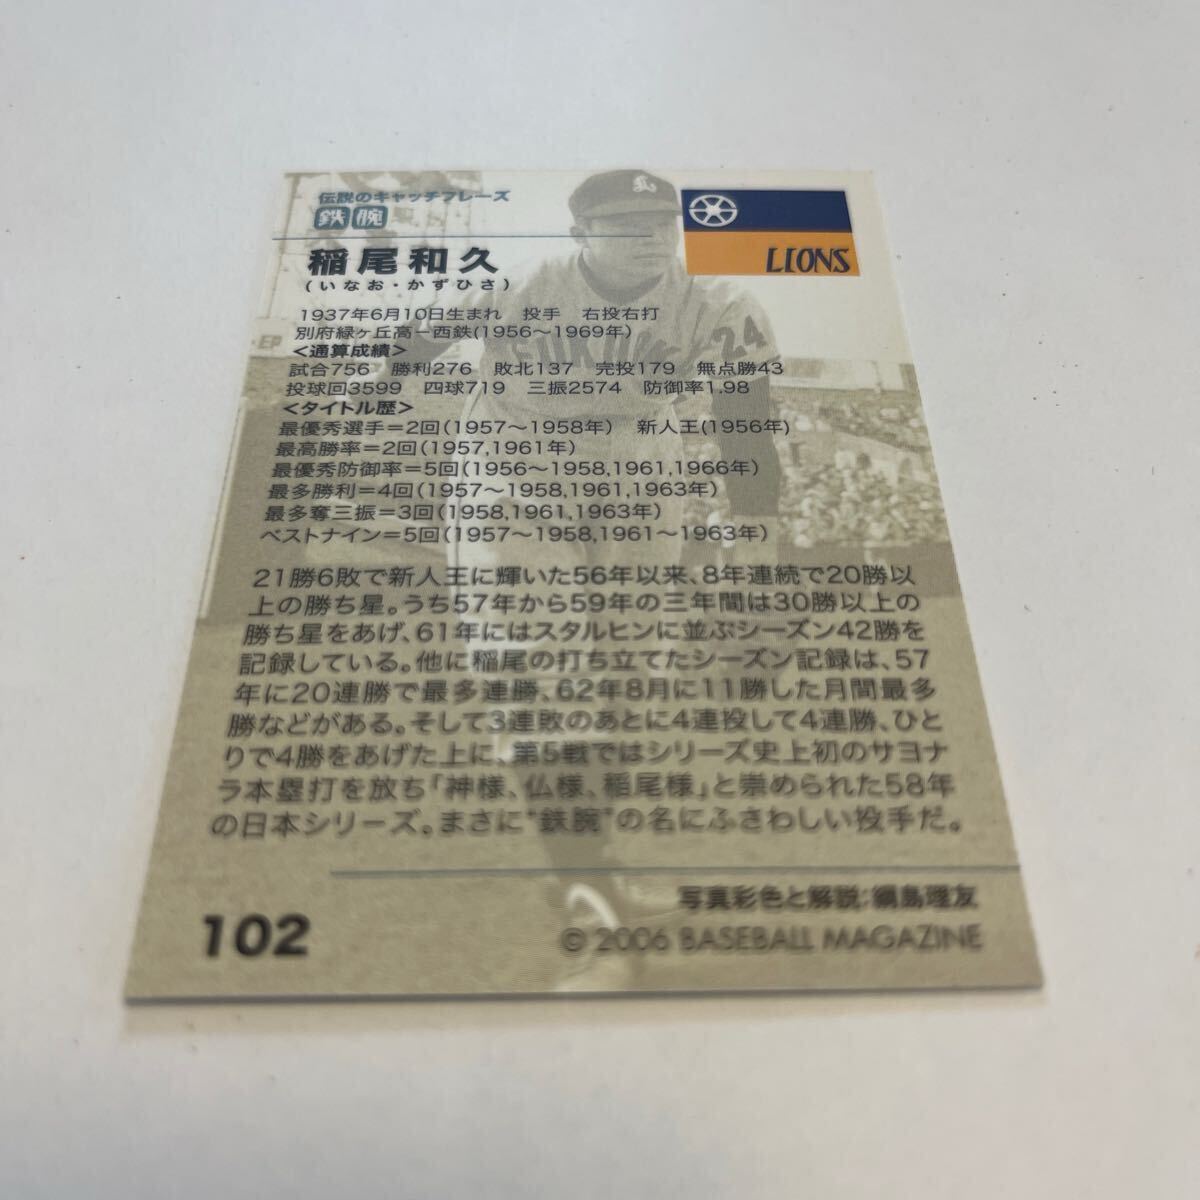 伝説のキャッチフレーズ
鉄腕
LIONS
稲尾和久
(いなお・かずひさ)
1937年6月10日生まれ 投手 右投右打
別府緑ヶ丘高ー西鉄(1956〜1969年)
<通算成績>
試合756 勝利276 敗北137 完投179 無点勝43
投球回3599 四球719 三振2574 防御率1.98
<タイトル歴>
最優秀選手=2回(1957〜1958年) 新人王(1956年)
最高勝率=2回(1957,1961年)
最優秀防御率=5回(1956〜1958,1961,1966年)
最多勝利=4回(1957〜1958,1961,1963年)
最多奪三振=3回(1958,1961,1963年)
ベストナイン=5回(1957〜1958,1961〜1963年)
21勝6敗で新人王に輝いた56年以来、8年連続で20勝以
上の勝ち星。うち57年から59年の三年間は30勝以上の
勝ち星をあげ、61年にはスタルヒンに並ぶシーズン42勝を
記録している。他に稲尾の打ち立てたシーズン記録は、57
年に20連勝で最多連勝、62年8月に11勝した月間最多
勝などがある。そして3連敗のあとに4連投して4連勝、ひと
りで4勝をあげた上に、第5戦ではシリーズ史上初のサヨナ
ラ本塁打を放ち「神様、仏様、稲尾様」と崇められた58年
の日本シリーズ。まさに"鉄腕"の名にふさわしい投手だ。
写真彩色と解説:綱島理友
102
© 2006 BASEBALL MAGAZINE
24
EP